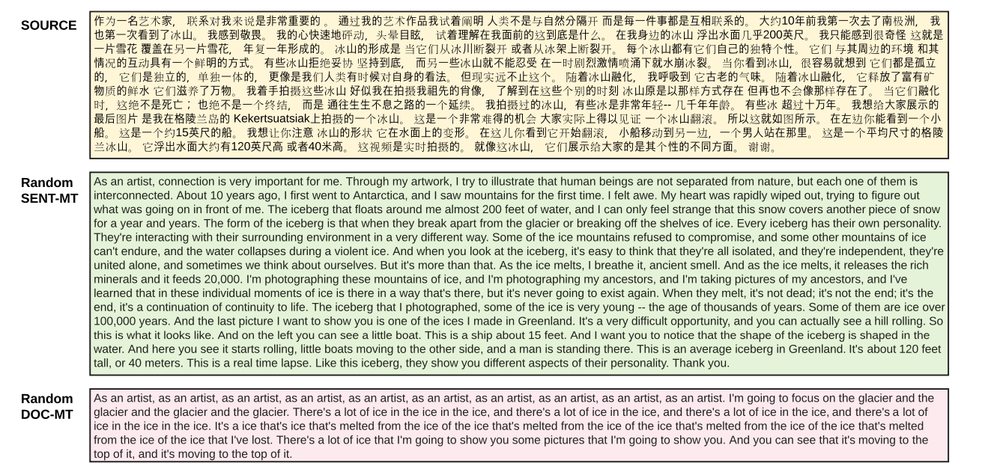 SOURCE
作为一名艺术家， 联系对我来说是非常重要的 。 通过我的艺术作品我试着阐明 人类不是与自然分隔开 而是每一件事都是互相联系的。 大约10年前我第一次去了南极洲， 我
也第一次看到了冰山。 我感到敬畏。 我的心快速地砰动，头晕目眩， 试着理解在我面前的这到底是什么。 在我身边的冰山 浮出水面几乎200英尺。 我只能感到很奇怪 这就是
一片雪花 覆盖在另一片雪花， 年复一年形成的。 冰山的形成是 当它们从冰川断裂开 或者从冰架上断裂开。 每个冰山都有它们自己的独特个性。 它们 与其周边的环境 和其
情况的互动具有一个鲜明的方式。 有些冰山拒绝妥协 坚持到底， 而另一些冰山就不能忍受 在一时剧烈激情喷涌下就水崩冰裂。 当你看到冰山， 很容易就想到 它们都是孤立
的， 它们是独立的，单独一体的， 更像是我们人类有时候对自身的看法。 但现实远不止这个。 随着冰山融化， 我呼吸到 它古老的气味。 随着冰山融化， 它释放了富有矿
物质的鲜水 它们滋养了万物。 我着手拍摄这些冰山 好似我在拍摄我祖先的肖像， 了解到在这些个别的时刻 冰山原是以那样方式存在 但再也不会像那样存在了。 当它们融化
时，这绝不是死亡； 也绝不是一个终结， 而是 通往生生不息之路的一个延续。 我拍摄过的冰山，有些冰是非常年轻-- 几千年年龄。 有些冰 超过十万年。 我想给大家展示的
最后图片 是我在格陵兰岛的 Kekertsuatsiak上拍摄的一个冰山。 这是一个非常难得的机会 大家实际上得以见证 一个冰山翻滚。 所以这就如图所示。 在左边你能看到一个小
船。 这是一个约15英尺的船。 我想让你注意 冰山的形状 它在水面上的变形。 在这儿你看到它开始翻滚， 小船移动到另一边，一个男人站在那里。 这是一个平均尺寸的格陵
兰冰山。 它浮出水面大约有120英尺高 或者40米高。 这视频是实时拍摄的。 就像这冰山， 它们展示给大家的是其个性的不同方面。 谢谢。
Random
SENT-MT
As an artist, connection is very important for me. Through my artwork, I try to illustrate that human beings are not separated from nature, but each one of them is
interconnected. About 10 years ago, I first went to Antarctica, and I saw mountains for the first time. I felt awe. My heart was rapidly wiped out, trying to figure out
what was going on in front of me. The iceberg that floats around me almost 200 feet of water, and I can only feel strange that this snow covers another piece of snow
for a year and years. The form of the iceberg is that when they break apart from the glacier or breaking off the shelves of ice. Every iceberg has their own personality.
They're interacting with their surrounding environment in a very different way. Some of the ice mountains refused to compromise, and some other mountains of ice
can't endure, and the water collapses during a violent ice. And when you look at the iceberg, it's easy to think that they're all isolated, and they're independent, they're
united alone, and sometimes we think about ourselves. But it's more than that. As the ice melts, I breathe it, ancient smell. And as the ice melts, it releases the rich
minerals and it feeds 20,000. I'm photographing these mountains of ice, and I'm photographing my ancestors, and I'm taking pictures of my ancestors, and I've
learned that in these individual moments of ice is there in a way that's there, but it's never going to exist again. When they melt, it's not dead; it's not the end; it's the
end, it's a continuation of continuity to life. The iceberg that I photographed, some of the ice is very young -- the age of thousands of years. Some of them are ice over
100,000 years. And the last picture I want to show you is one of the ices I made in Greenland. It's a very difficult opportunity, and you can actually see a hill rolling. So
this is what it looks like. And on the left you can see a little boat. This is a ship about 15 feet. And I want you to notice that the shape of the iceberg is shaped in the
water. And here you see it starts rolling, little boats moving to the other side, and a man is standing there. This is an average iceberg in Greenland. It's about 120 feet
tall, or 40 meters. This is a real time lapse. Like this iceberg, they show you different aspects of their personality. Thank you.
Random
DOC-MT
As an artist, as an artist, as an artist, as an artist, as an artist, as an artist, as an artist, as an artist, as an artist, as an artist. I'm going to focus on the glacier and the
glacier and the glacier and the glacier. There's a lot of ice in the ice in the ice, and there's a lot of ice in the ice, and there's a lot of ice in the ice, and there's a lot of
ice in the ice in the ice. It's a ice that's ice that's melted from the ice of the ice that's melted from the ice of the ice that's melted from the ice of the ice that's melted
from the ice of the ice that I've lost. There's a lot of ice that I'm going to show you some pictures that I'm going to show you. And you can see that it's moving to the
top of it, and it's moving to the top of it.